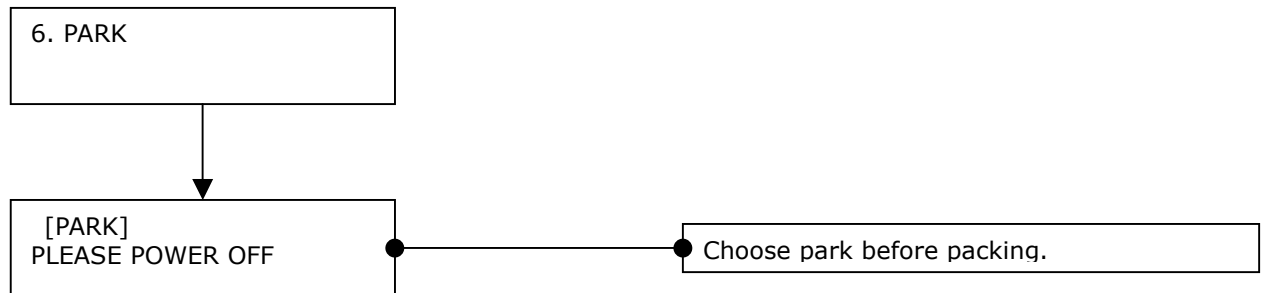 6. PARK
[PARK]
PLEASE POWER OFF
Choose park before packing.